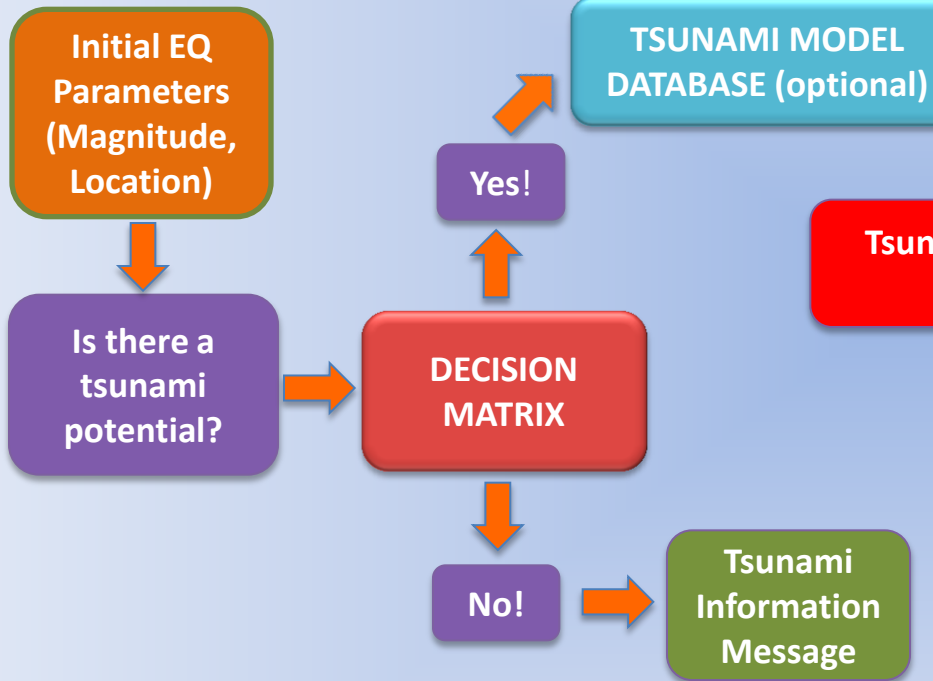 Initial EQ
Parameters
(Magnitude,
Location)
TSUNAMI MODEL
DATABASE (optional)
Yes!
Is there a
tsunami
potential?
DECISION
MATRIX
No!
Tsunami
Information
Message